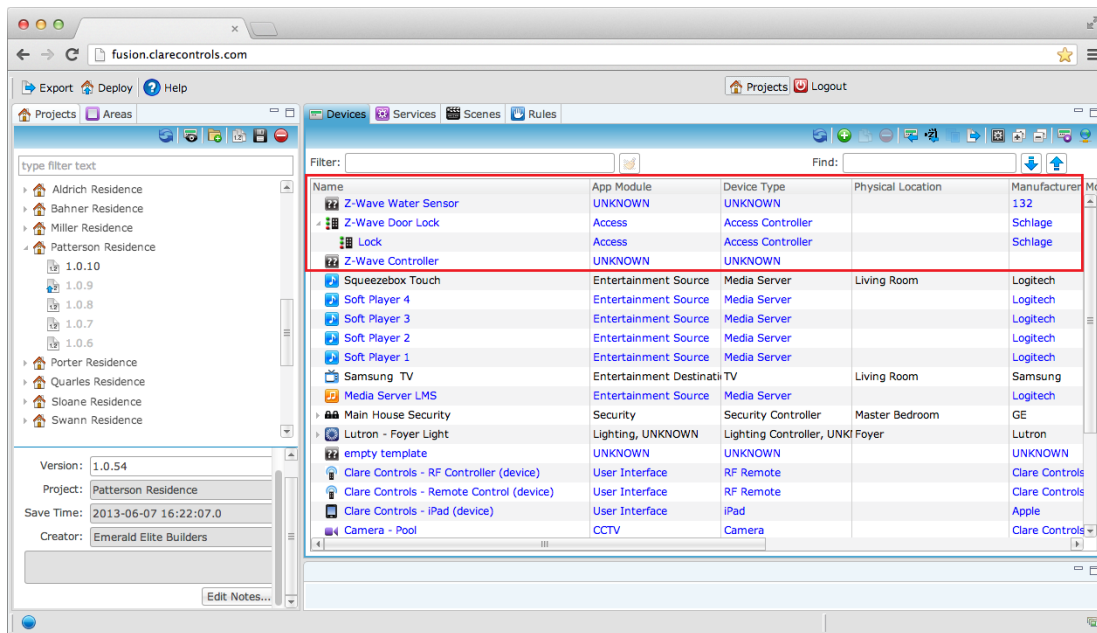 fusion.clarecontrols.com
Export Deploy Help Projects Logout
Projects Areas
type filter text
Aldrich Residence
Bahner Residence
Miller Residence
Patterson Residence
1.0.10
1.0.9
1.0.8
1.0.7
1.0.6
Porter Residence
Quarles Residence
Sloane Residence
Swann Residence
Version: 1.0.54
Project: Patterson Residence
Save Time: 2013-06-07 16:22:07.0
Creator: Emerald Elite Builders
Edit Notes...
Devices Services Scenes Rules
Filter: Find:
Name App Module Device Type Physical Location Manufacturer Mo
Z-Wave Water Sensor UNKNOWN UNKNOWN 132
Z-Wave Door Lock Access Access Controller Schlage
Lock Access Access Controller Schlage
Z-Wave Controller UNKNOWN UNKNOWN
Squeezebox Touch Entertainment Source Media Server Living Room Logitech
Soft Player 4 Entertainment Source Media Server Logitech
Soft Player 3 Entertainment Source Media Server Logitech
Soft Player 2 Entertainment Source Media Server Logitech
Soft Player 1 Entertainment Source Media Server Logitech
Samsung TV Entertainment Destinati TV Living Room Samsung
Media Server LMS Entertainment Source Media Server Logitech
Main House Security Security Security Controller Master Bedroom GE
Lutron - Foyer Light Lighting, UNKNOWN Lighting Controller, UNKI Foyer Lutron
empty template UNKNOWN UNKNOWN UNKNOWN
Clare Controls - RF Controller (device) User Interface RF Remote Clare Controls
Clare Controls - Remote Control (device) User Interface RF Remote Clare Controls
Clare Controls - iPad (device) User Interface iPad Apple
Camera - Pool CCTV Camera Clare Controls